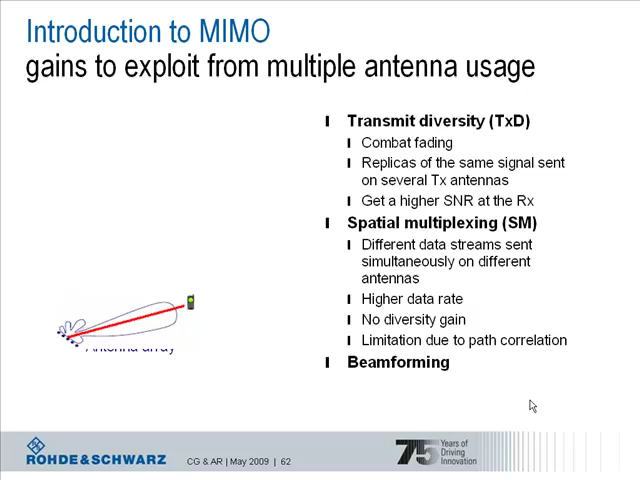 Introduction to MIMO
gains to exploit from multiple antenna usage
Transmit diversity (TxD)
Combat fading
Replicas of the same signal sent
on several Tx antennas
Get a higher SNR at the Rx
Spatial multiplexing (SM)
Different data streams sent
simultaneously on different
antennas
Higher data rate
No diversity gain
Limitation due to path correlation
Beamforming
Antenna array
ROHDE&SCHWARZ
CG & AR | May 2009 | 62
75 Years of
Driving
Innovation